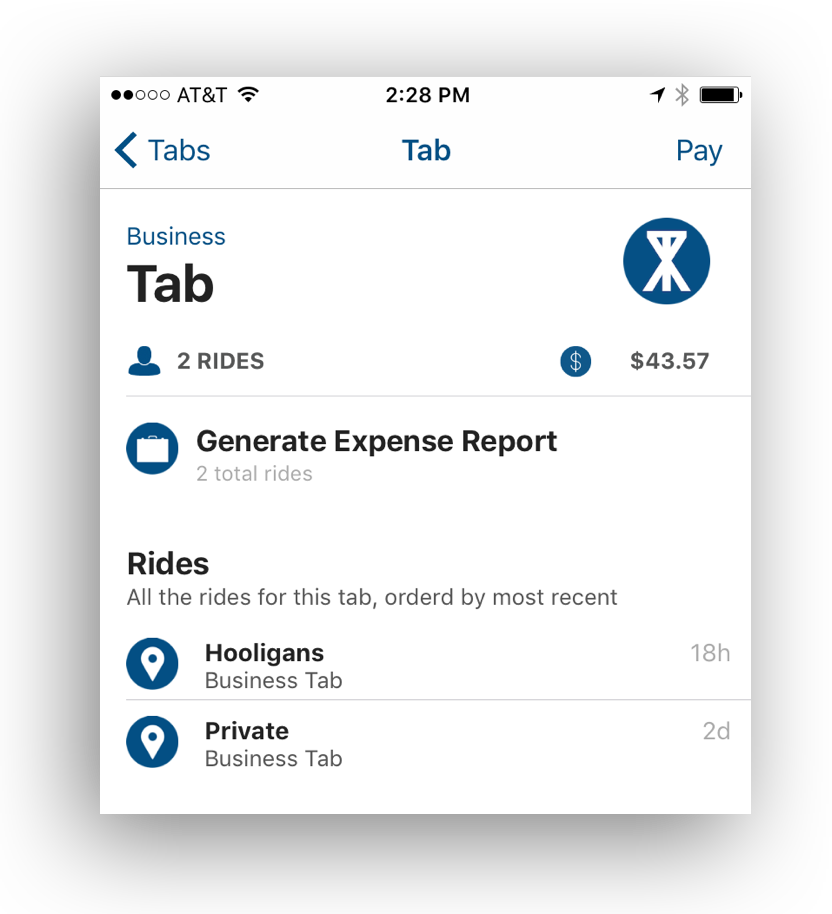 AT&T 2:28 PM
Tabs Tab Pay
Business
Tab
2 RIDES $ $43.57
Generate Expense Report
2 total rides
Rides
All the rides for this tab, orderd by most recent
Hooligans 18h
Business Tab
Private 2d
Business Tab